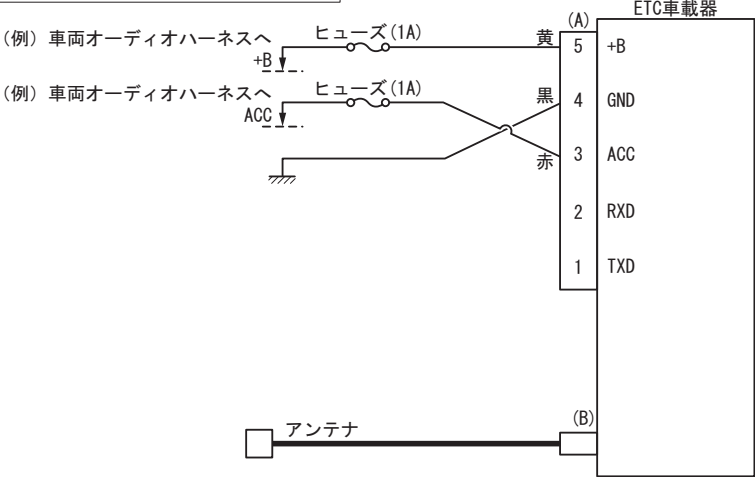 ETC車載器
(A)
(例) 車両オーディオハーネスへ
ヒューズ(1A)
黄
5
+B
+B
(例) 車両オーディオハーネスへ
ヒューズ(1A)
黒
4
GND
ACC
赤
3
ACC
2
RXD
1
TXD
(B)
アンテナ